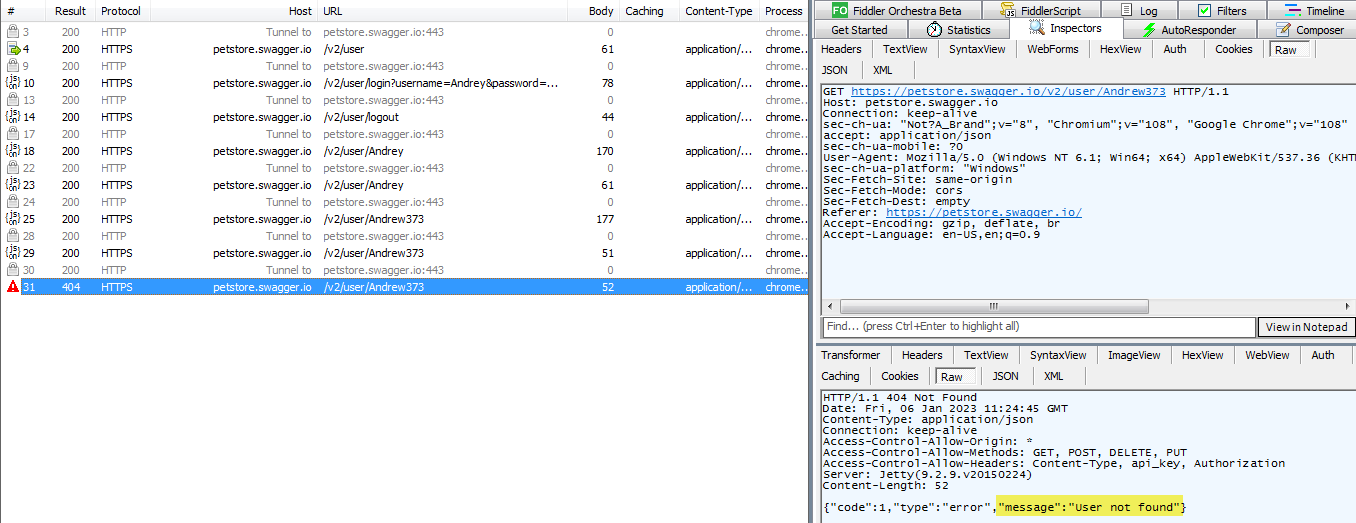 # Result Protocol Host URL Body Caching Content-Type Process
3 200 HTTP Tunnel to petstore.swagger.io:443 0 chrome...
4 200 HTTPS petstore.swagger.io /v2/user 61 application/... chrome...
9 200 HTTP Tunnel to petstore.swagger.io:443 0 chrome...
10 200 HTTPS petstore.swagger.io /v2/user/login?username=Andrey&password=... 78 application/... chrome...
13 200 HTTP Tunnel to petstore.swagger.io:443 0 chrome...
14 200 HTTPS petstore.swagger.io /v2/user/logout 44 application/... chrome...
17 200 HTTP Tunnel to petstore.swagger.io:443 0 chrome...
18 200 HTTPS petstore.swagger.io /v2/user/Andrey 170 application/... chrome...
22 200 HTTP Tunnel to petstore.swagger.io:443 0 chrome...
23 200 HTTPS petstore.swagger.io /v2/user/Andrey 61 application/... chrome...
24 200 HTTP Tunnel to petstore.swagger.io:443 0 chrome...
25 200 HTTPS petstore.swagger.io /v2/user/Andrew373 177 application/... chrome...
28 200 HTTP Tunnel to petstore.swagger.io:443 0 chrome...
29 200 HTTPS petstore.swagger.io /v2/user/Andrew373 51 application/... chrome...
30 200 HTTP Tunnel to petstore.swagger.io:443 0 chrome...
31 404 HTTPS petstore.swagger.io /v2/user/Andrew373 52 application/... chrome...
FO Fiddler Orchestra Beta FiddlerScript Log Filters Timeline
Get Started Statistics Inspectors AutoResponder Composer
Headers TextView SyntaxView WebForms HexView Auth Cookies Raw
JSON XML
GET https://petstore.swagger.io/v2/user/Andrew373 HTTP/1.1
Host: petstore.swagger.io
Connection: keep-alive
sec-ch-ua: "Not?A_Brand";v="8", "Chromium";v="108", "Google Chrome";v="108"
accept: application/json
sec-ch-ua-mobile: ?0
User-Agent: Mozilla/5.0 (Windows NT 6.1; Win64; x64) AppleWebKit/537.36 (KHT
sec-ch-ua-platform: "Windows"
Sec-Fetch-Site: same-origin
Sec-Fetch-Mode: cors
Sec-Fetch-Dest: empty
Referer: https://petstore.swagger.io/
Accept-Encoding: gzip, deflate, br
Accept-Language: en-US,en;q=0.9
Find... (press Ctrl+Enter to highlight all) View in Notepad
Transformer Headers TextView SyntaxView ImageView HexView WebView Auth
Caching Cookies Raw JSON XML
HTTP/1.1 404 Not Found
Date: Fri, 06 Jan 2023 11:24:45 GMT
Content-Type: application/json
Connection: keep-alive
Access-Control-Allow-Origin: *
Access-Control-Allow-Methods: GET, POST, DELETE, PUT
Access-Control-Allow-Headers: Content-Type, api_key, Authorization
Server: Jetty(9.2.9.v20150224)
Content-Length: 52
{"code":1,"type":"error","message":"User not found"}